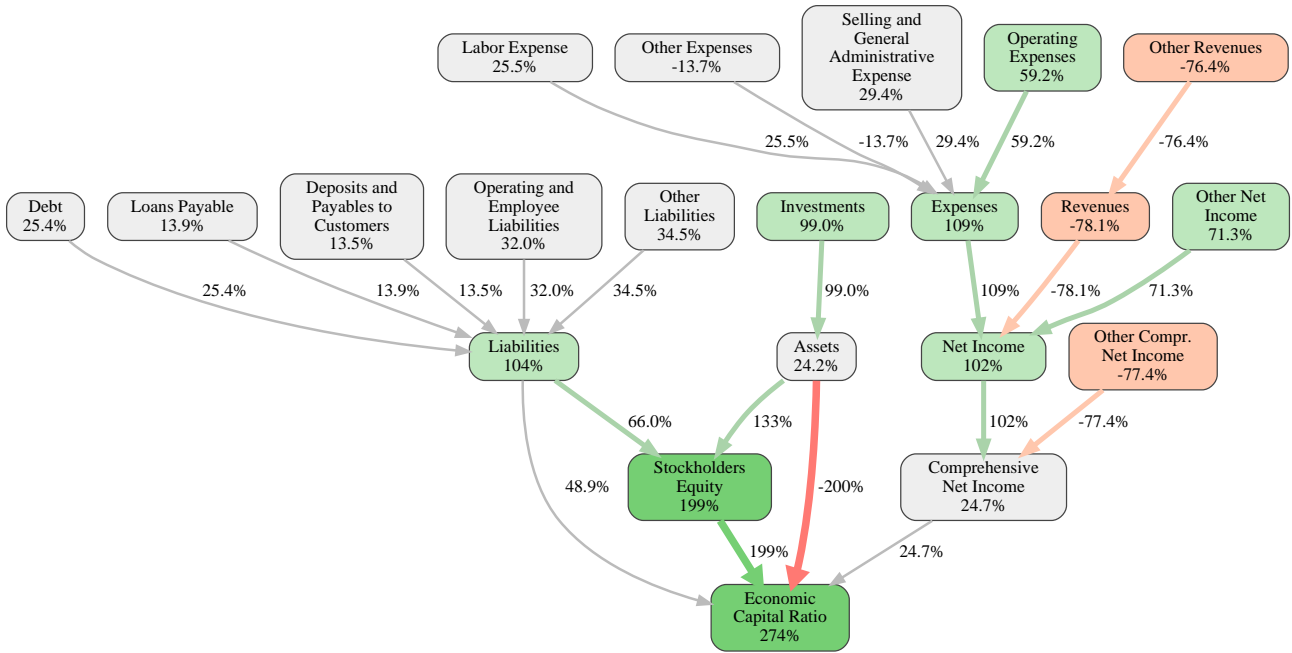 Labor Expense
25.5%
Other Expenses
-13.7%
Selling and
General
Administrative
Expense
29.4%
Operating
Expenses
59.2%
Other Revenues
-76.4%
25.5%
-13.7%
29.4%
59.2%
-76.4%
Debt
25.4%
Loans Payable
13.9%
Deposits and
Payables to
Customers
13.5%
Operating and
Employee
Liabilities
32.0%
Other
Liabilities
34.5%
Investments
99.0%
Expenses
109%
Revenues
-78.1%
Other Net
Income
71.3%
25.4%
13.9%
13.5%
32.0%
34.5%
99.0%
109%
-78.1%
71.3%
Liabilities
104%
Assets
24.2%
Net Income
102%
Other Compr.
Net Income
-77.4%
66.0%
133%
102%
-77.4%
Stockholders
Equity
199%
Comprehensive
Net Income
24.7%
48.9%
-200%
199%
24.7%
Economic
Capital Ratio
274%